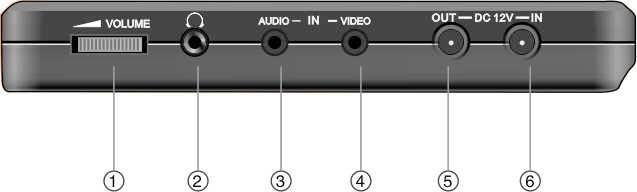 VOLUME AUDIO – IN – VIDEO OUT — DC 12V — IN
① ② ③ ④ ⑤ ⑥